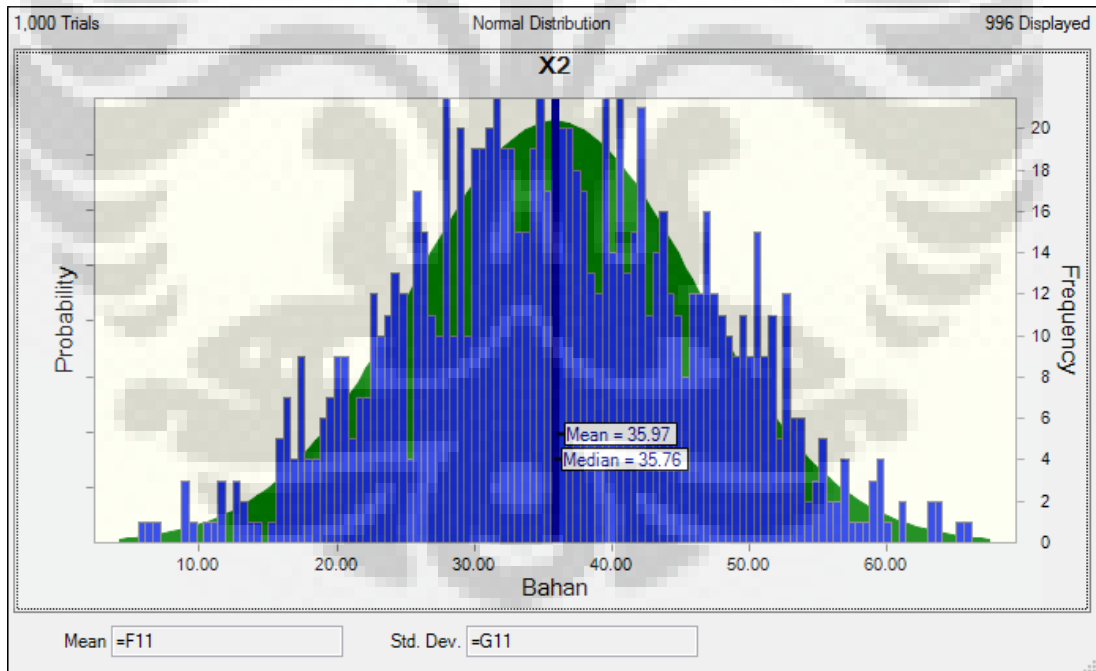 1,000 Trials Normal Distribution 996 Displayed
X2
20
18
16
14
12
10
8
6
4
2
0
Probability
Frequency
Mean = 35.97
Median = 35.76
10.00 20.00 30.00 40.00 50.00 60.00
Bahan
Mean =F11 Std. Dev. =G11